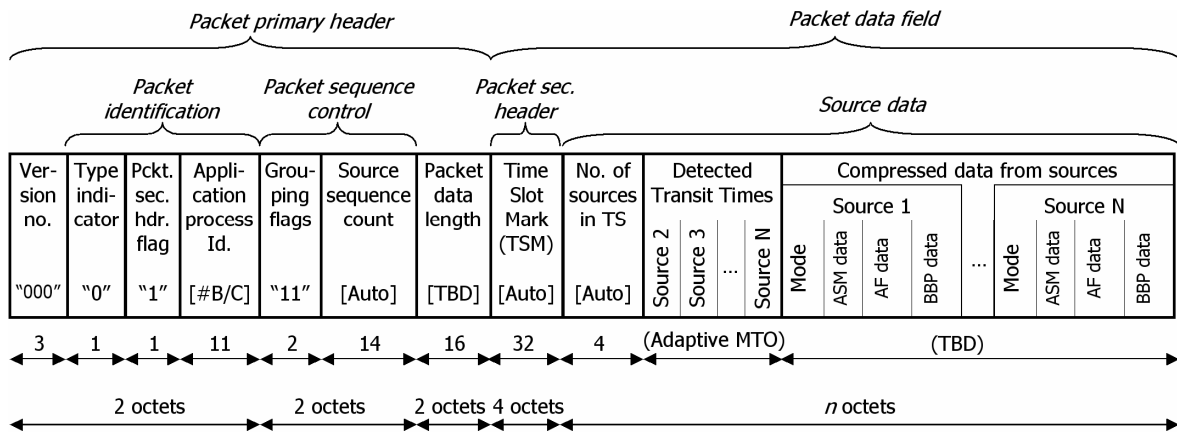 Packet primary header
Packet data field
Packet identification
Packet sequence control
Packet sec. header
Source data
Ver-
sion
no.
"000"
Type
indi-
cator
"0"
Pckt.
sec.
hdr.
flag
"1"
Appli-
cation
process
Id.
[#B/C]
Grou-
ping
flags
"11"
Source
sequence
count
[Auto]
Packet
data
length
[TBD]
Time
Slot
Mark
(TSM)
[Auto]
No. of
sources
in TS
[Auto]
Detected
Transit Times
Source 2
Source 3
...
Source N
Compressed data from sources
Source 1
Mode
ASM data
AF data
BBP data
...
Source N
Mode
ASM data
AF data
BBP data
3 1 1 11 2 14 16 32 4 (Adaptive MTO) (TBD)
2 octets 2 octets 2 octets 4 octets n octets